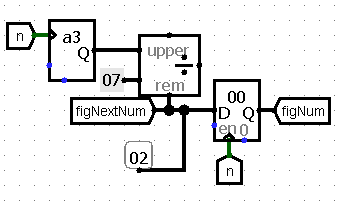 n
a3
Q
upper
07
rem
figNextNum
00
D Q
en 0
figNum
02
n